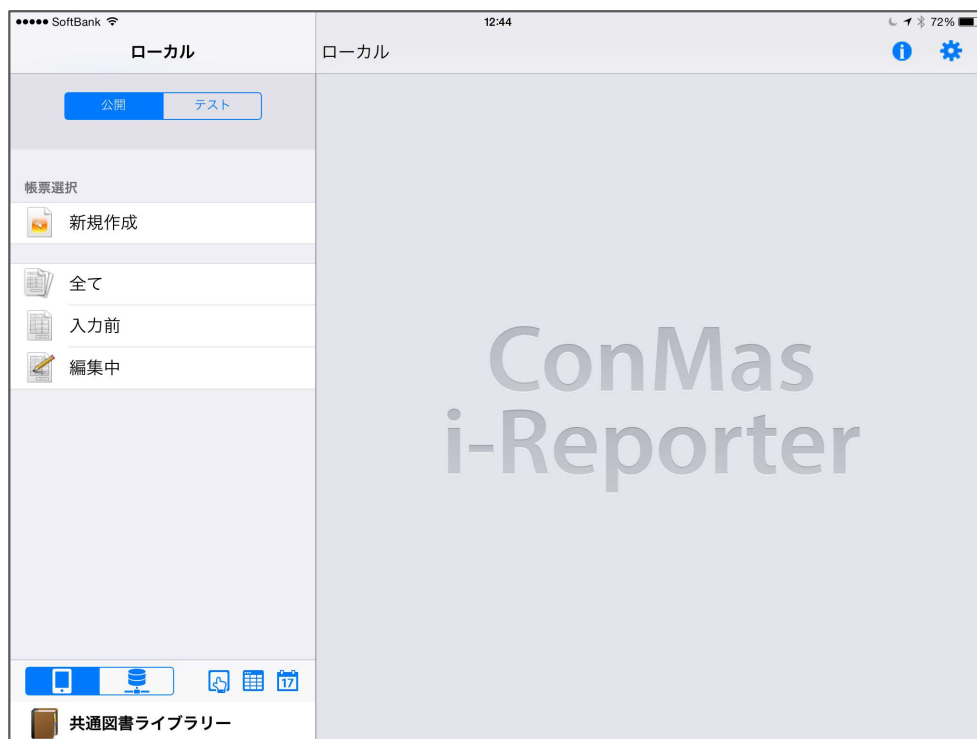 ●●●●● SoftBank 12:44 72%
ローカル ローカル
公開 テスト
帳票選択
新規作成
全て
入力前
編集中
ConMas
i-Reporter
17
共通図書ライブラリー